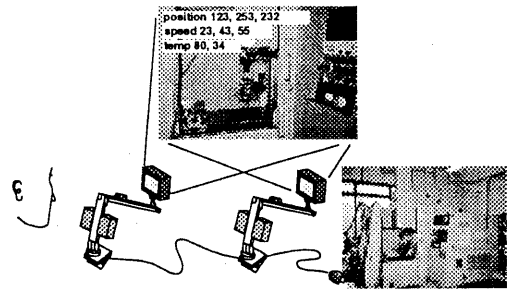 position 123, 253, 232
speed 23, 43, 55
temp 80, 34